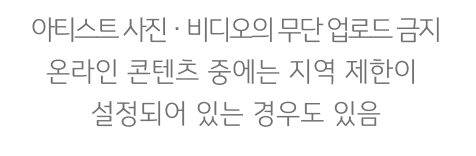 아티스트 사진 · 비디오의 무단 업로드 금지
온라인 콘텐츠 중에는 지역 제한이
설정되어 있는 경우도 있음